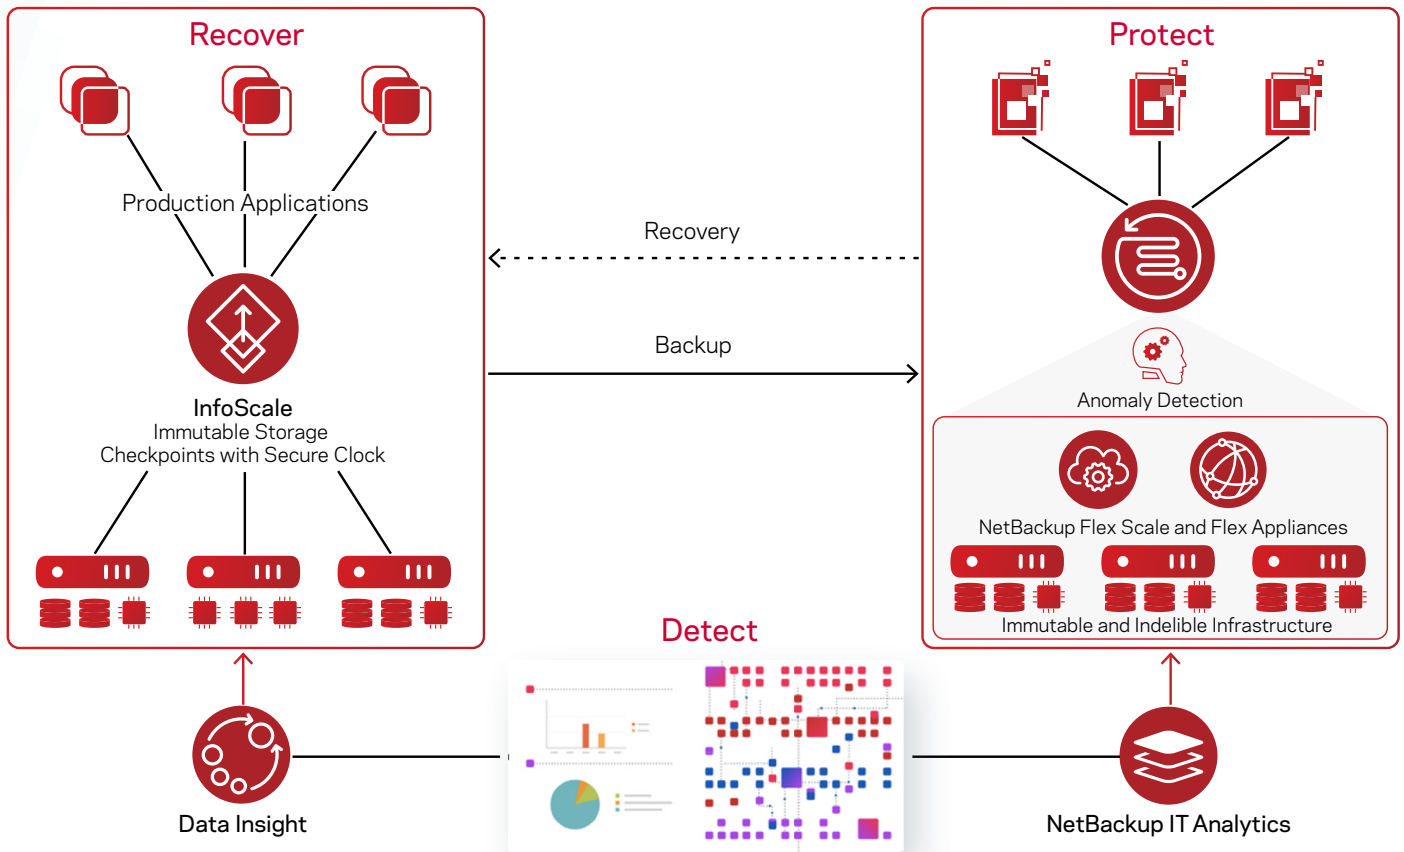 Recover
Production Applications
InfoScale
Immutable Storage
Checkpoints with Secure Clock
Recovery
Backup
Protect
Anomaly Detection
NetBackup Flex Scale and Flex Appliances
Immutable and Indelible Infrastructure
Detect
Data Insight
NetBackup IT Analytics